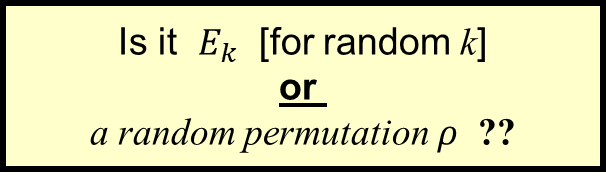 Is it E_k [for random k]
or
a random permutation ρ ??